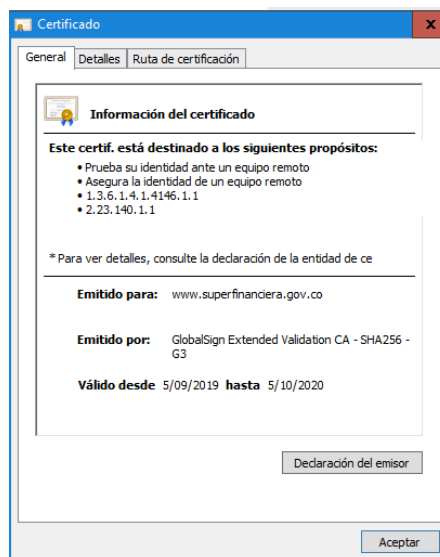 Certificado
General Detalles Ruta de certificación
Información del certificado
Este certif. está destinado a los siguientes propósitos:
• Prueba su identidad ante un equipo remoto
• Asegura la identidad de un equipo remoto
• 1.3.6.1.4.1.4146.1.1
• 2.23.140.1.1
* Para ver detalles, consulte la declaración de la entidad de ce
Emitido para: www.superfinanciera.gov.co
Emitido por: GlobalSign Extended Validation CA - SHA256 -
G3
Válido desde 5/09/2019 hasta 5/10/2020
Declaración del emisor
Aceptar